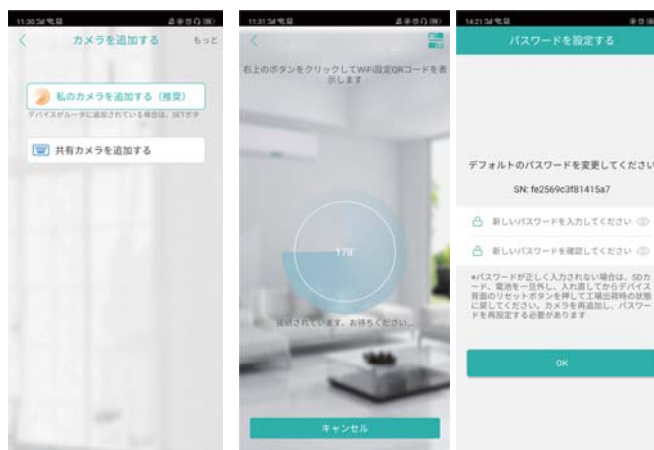 カメラを追加する
もっと
私のカメラを追加する（推奨）
デバイスがルータに追加されている場合は、SETボタ
共有カメラを追加する
右上のボタンをクリックしてWiFi設定QRコードを表
示します
178
接続されています、お待ちください...
キャンセル
パスワードを設定する
デフォルトのパスワードを変更してください
SN: fe2569c3f81415a7
新しいパスワードを入力してください
新しいパスワードを確認してください
*パスワードが正しく入力されない場合は、SDカ
ード、電池を一旦外し、入れ直してからデバイス
背面のリセットボタンを押して工場出荷時の状態
に戻してください。カメラを再追加し、パスワー
ドを再設定する必要があります
OK